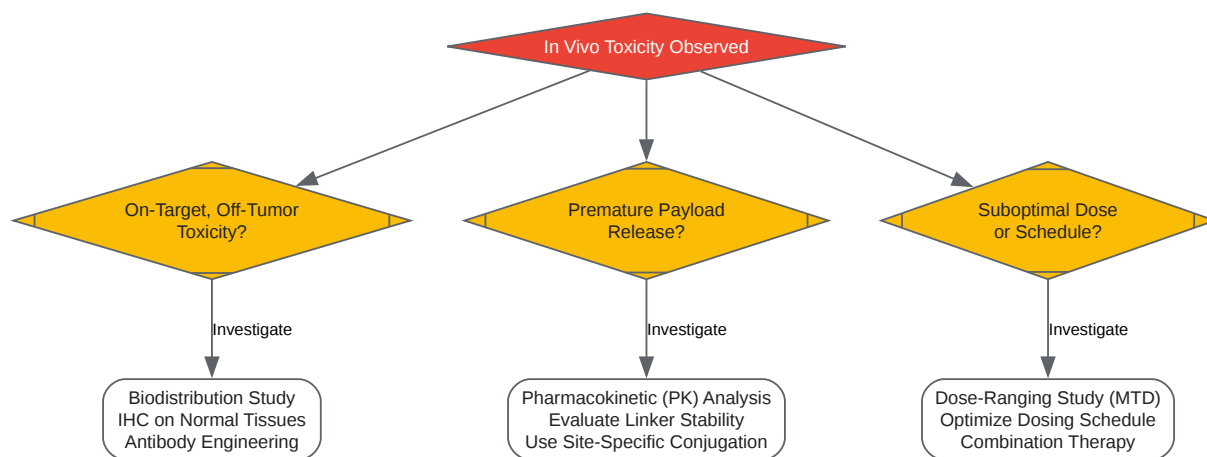 In Vivo Toxicity Observed
On-Target, Off-Tumor
Toxicity?
Premature Payload
Release?
Suboptimal Dose
or Schedule?
Investigate
Investigate
Investigate
Biodistribution Study
IHC on Normal Tissues
Antibody Engineering
Pharmacokinetic (PK) Analysis
Evaluate Linker Stability
Use Site-Specific Conjugation
Dose-Ranging Study (MTD)
Optimize Dosing Schedule
Combination Therapy